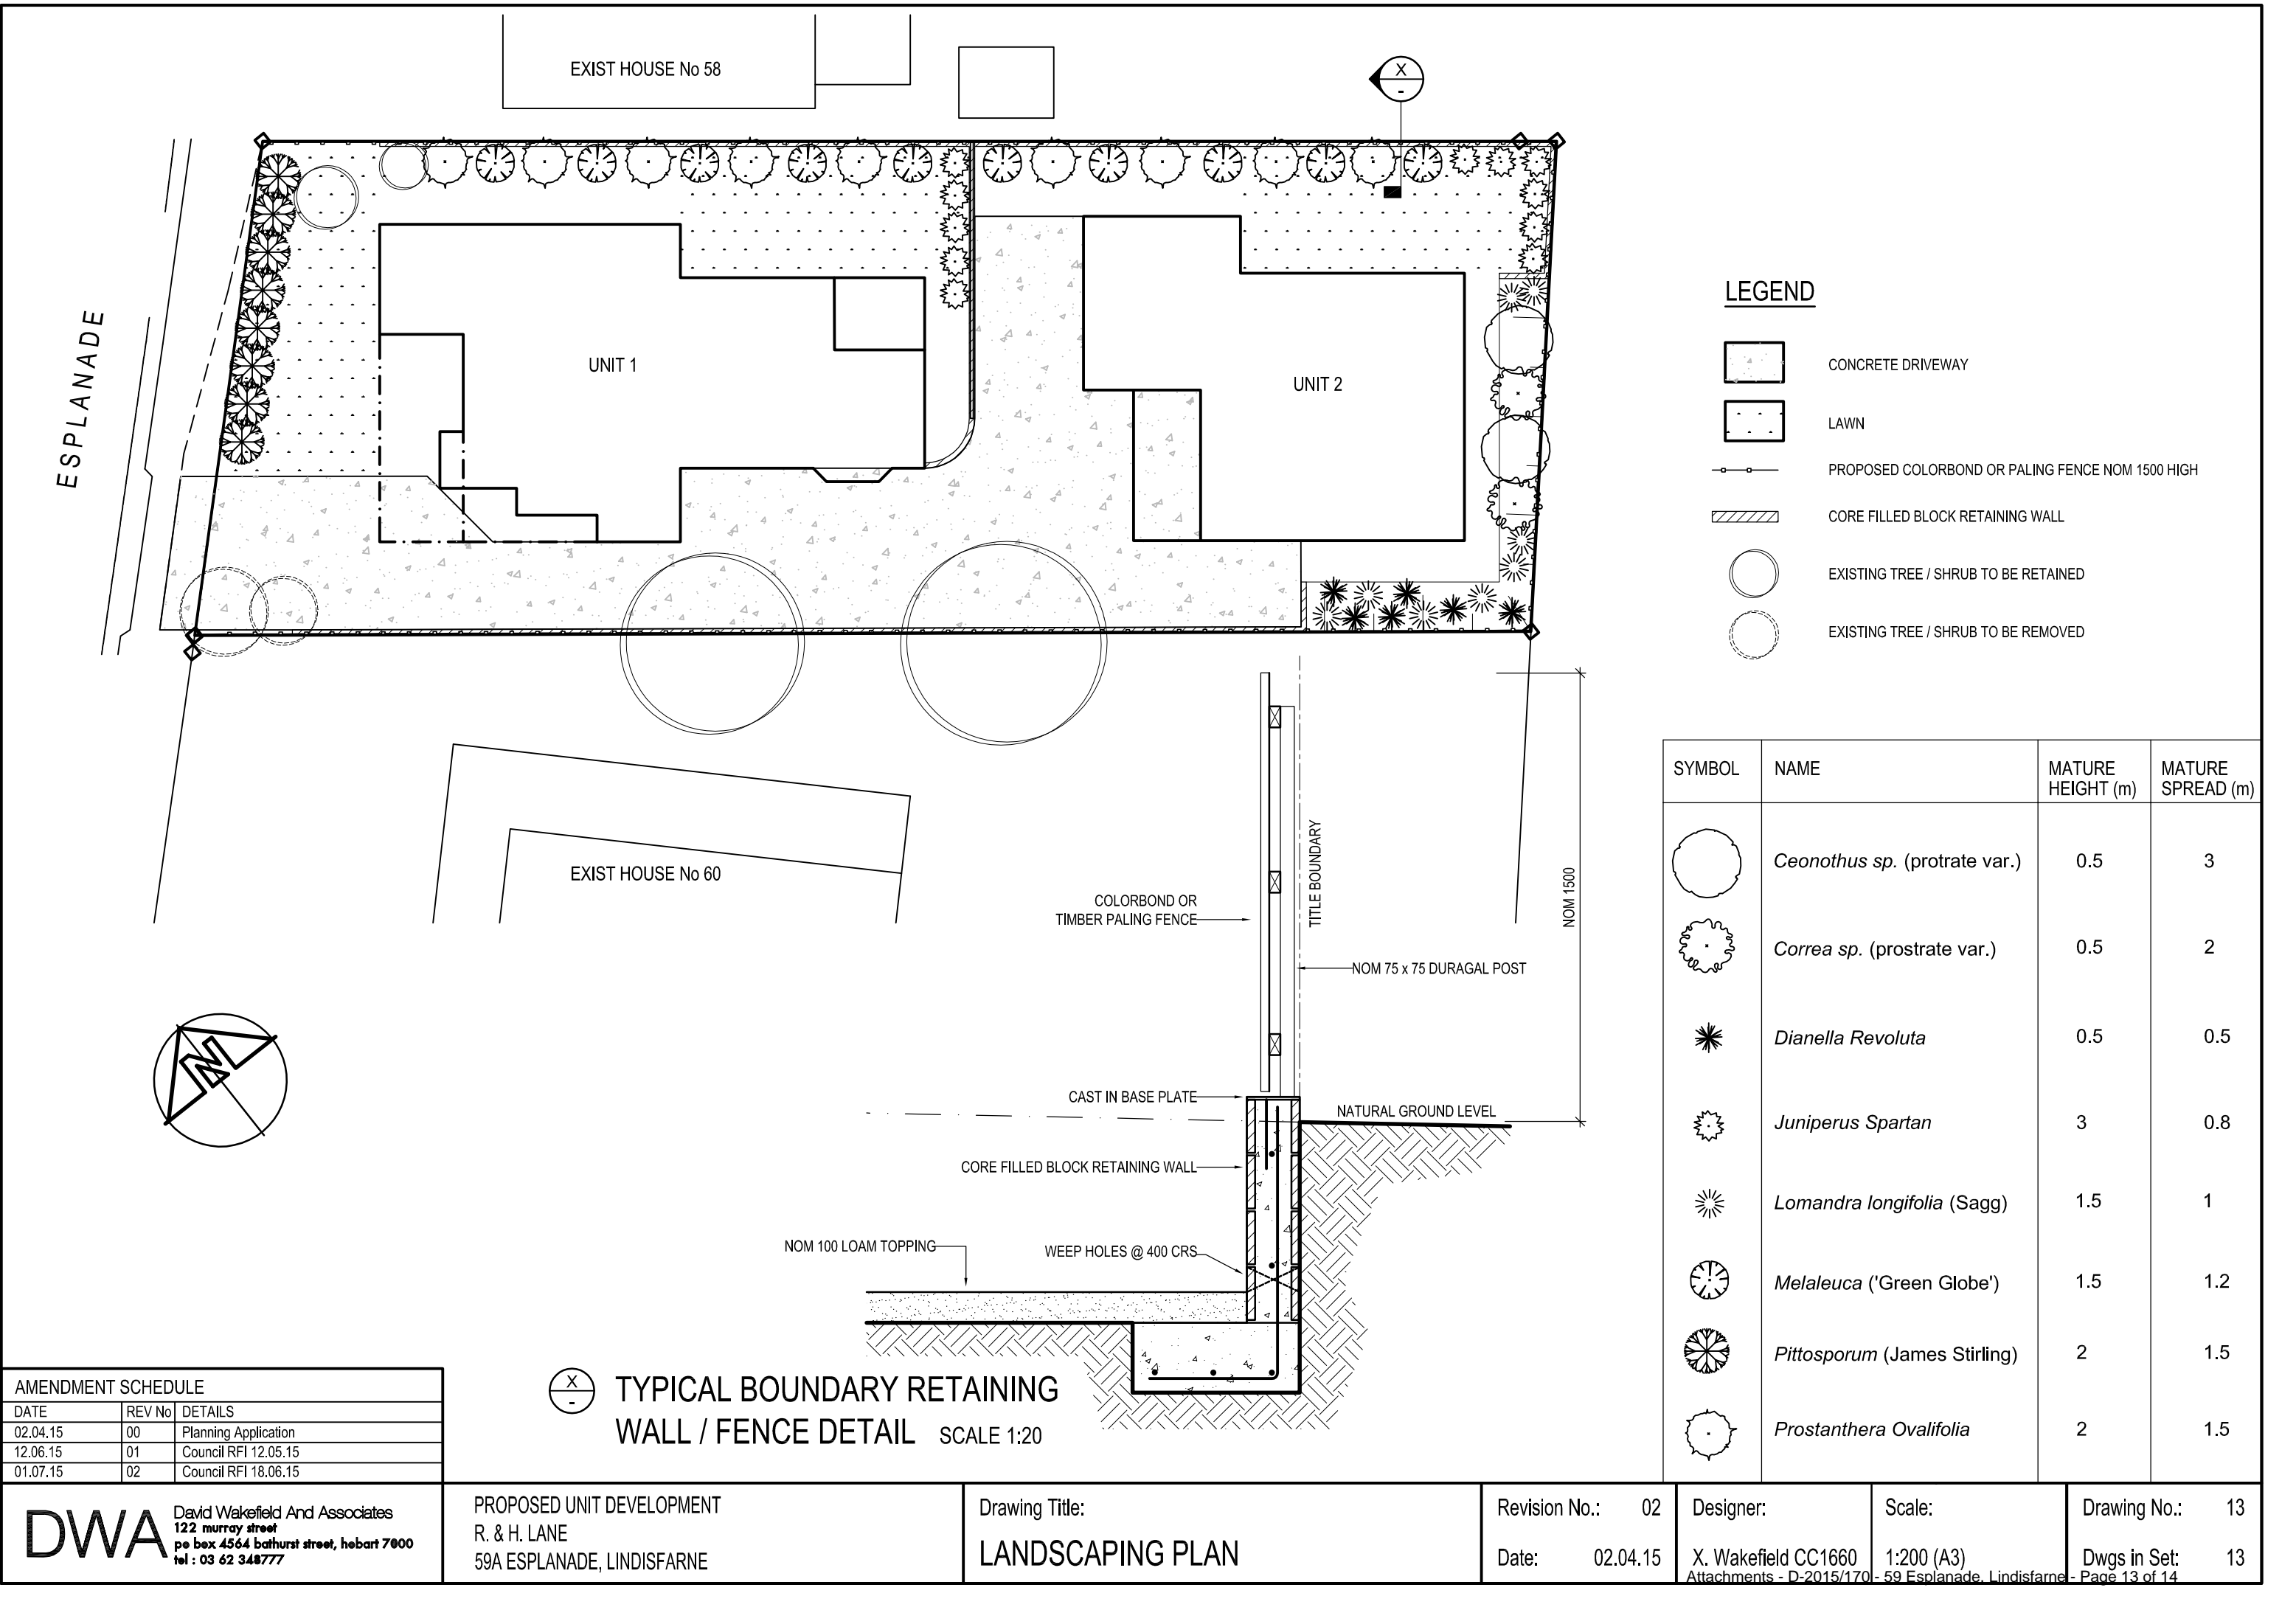 EXIST HOUSE No 58
X
-
ESPLANADE
UNIT 1
UNIT 2
LEGEND
CONCRETE DRIVEWAY
LAWN
PROPOSED COLORBOND OR PALING FENCE NOM 1500 HIGH
CORE FILLED BLOCK RETAINING WALL
EXISTING TREE / SHRUB TO BE RETAINED
EXISTING TREE / SHRUB TO BE REMOVED
EXIST HOUSE No 60
N
COLORBOND OR
TIMBER PALING FENCE
TITLE BOUNDARY
NOM 1500
NOM 75 x 75 DURAGAL POST
CAST IN BASE PLATE
NATURAL GROUND LEVEL
CORE FILLED BLOCK RETAINING WALL
NOM 100 LOAM TOPPING
WEEP HOLES @ 400 CRS
X
-
TYPICAL BOUNDARY RETAINING
WALL / FENCE DETAIL SCALE 1:20
SYMBOL NAME MATURE HEIGHT (m) MATURE SPREAD (m)
Ceonothus sp. (protrate var.) 0.5 3
Correa sp. (prostrate var.) 0.5 2
Dianella Revoluta 0.5 0.5
Juniperus Spartan 3 0.8
Lomandra longifolia (Sagg) 1.5 1
Melaleuca ('Green Globe') 1.5 1.2
Pittosporum (James Stirling) 2 1.5
Prostanthera Ovalifolia 2 1.5
AMENDMENT SCHEDULE
DATE REV No DETAILS
02.04.15 00 Planning Application
12.06.15 01 Council RFI 12.05.15
01.07.15 02 Council RFI 18.06.15
DWA
David Wakefield And Associates
122 murray street
po box 4564 bathurst street, hobart 7000
tel : 03 62 348777
PROPOSED UNIT DEVELOPMENT
R. & H. LANE
59A ESPLANADE, LINDISFARNE
Drawing Title:
LANDSCAPING PLAN
Revision No.: 02
Date: 02.04.15
Designer:
X. Wakefield CC1660
Scale:
1:200 (A3)
Drawing No.: 13
Dwgs in Set: 13
Attachments - D-2015/170 - 59 Esplanade, Lindisfarne - Page 13 of 14